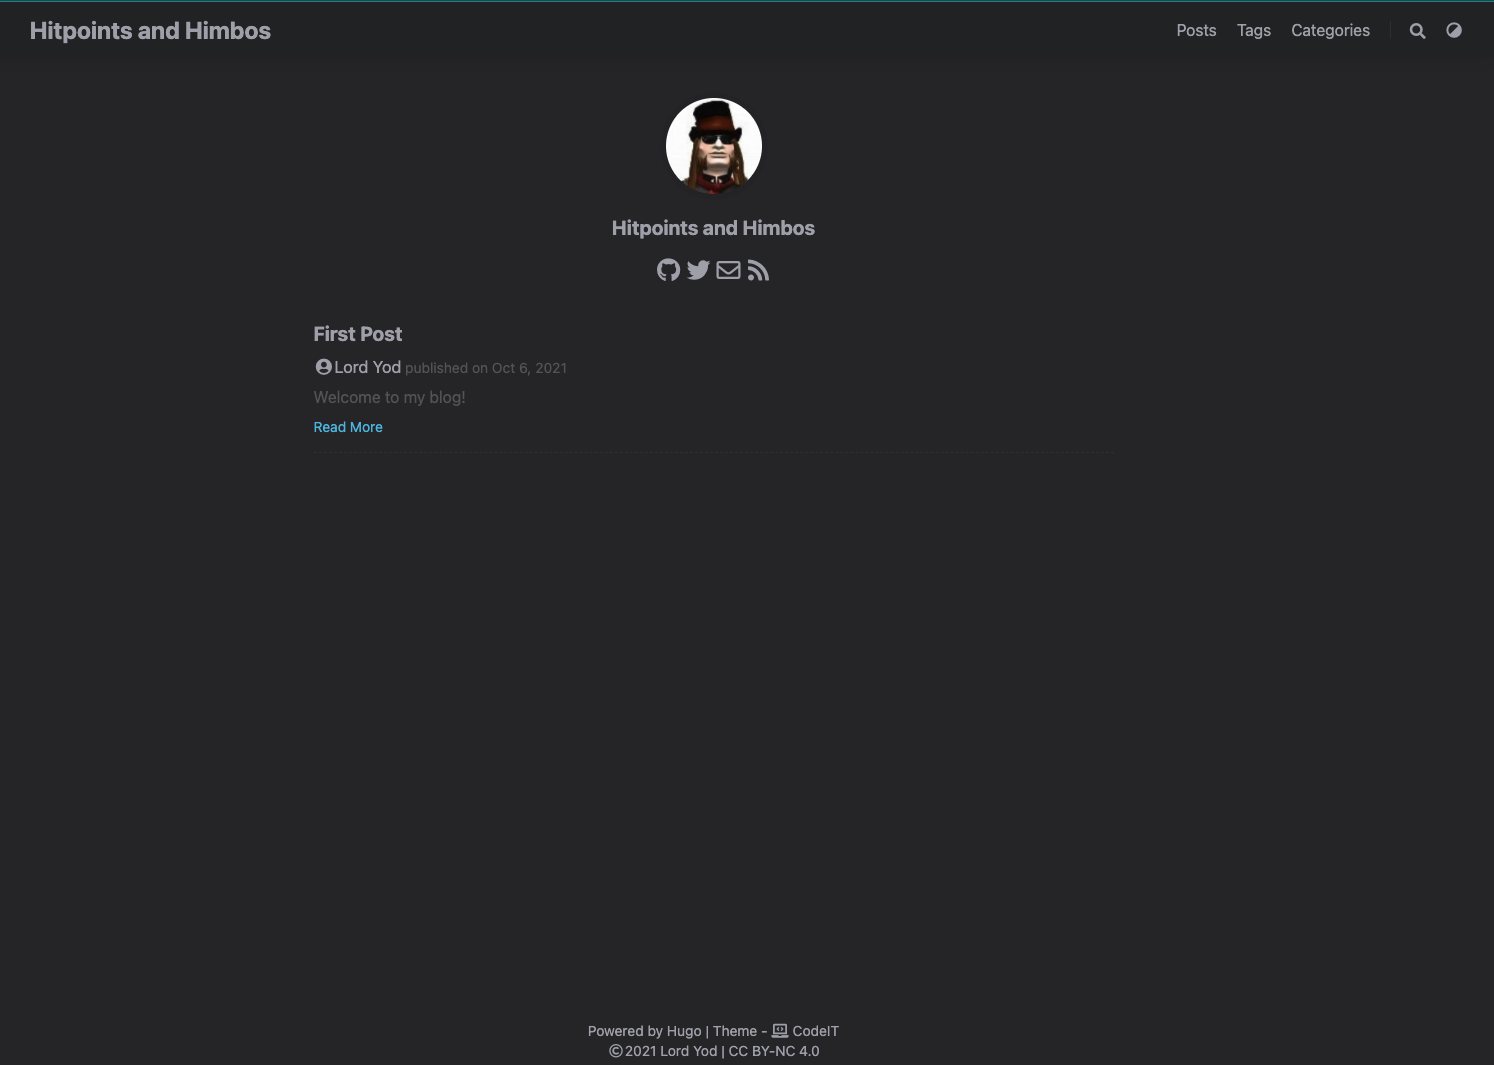 Hitpoints and Himbos
Posts Tags Categories
Hitpoints and Himbos
First Post
Lord Yod published on Oct 6, 2021
Welcome to my blog!
Read More
Powered by Hugo | Theme - CodeIT
©2021 Lord Yod | CC BY-NC 4.0